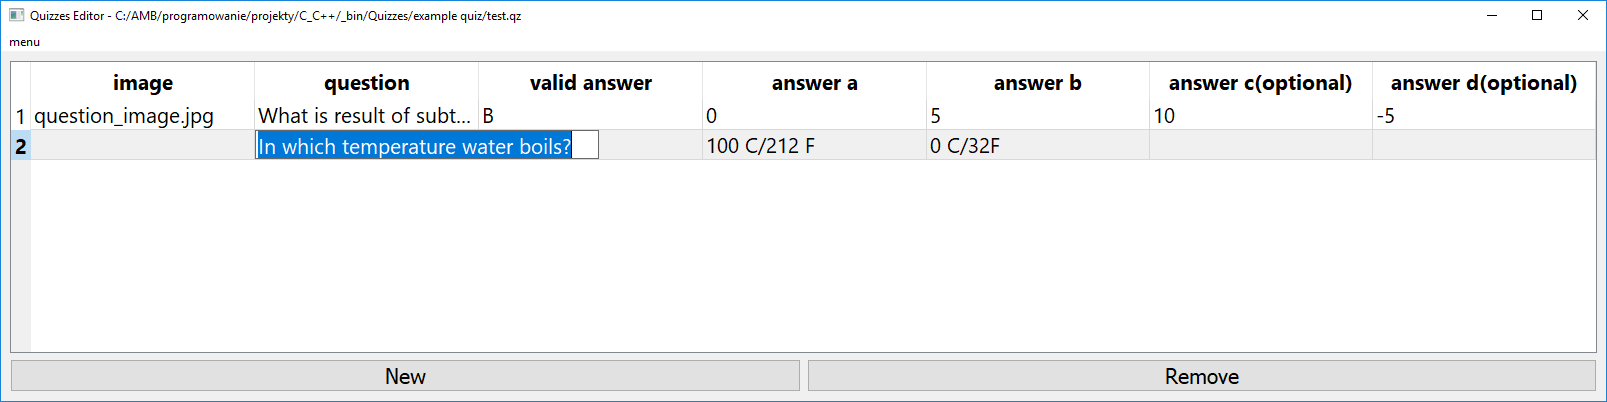 Quizzes Editor - C:/AMB/programowanie/projekty/C_C++/_bin/Quizzes/example quiz/test.qz
menu
image question valid answer answer a answer b answer c(optional) answer d(optional)
1 question_image.jpg What is result of subt... B 0 5 10 -5
2 In which temperature water boils? 100 C/212 F 0 C/32F
New Remove